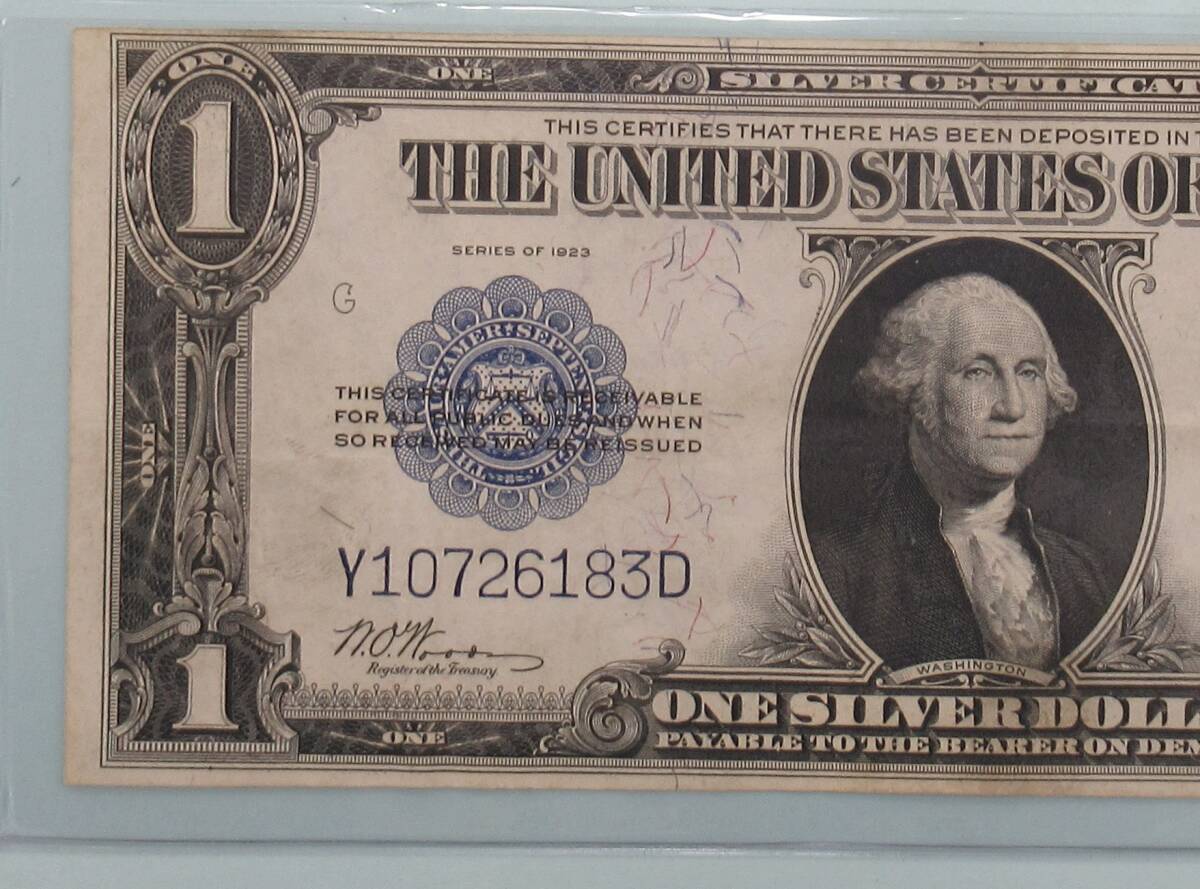 ONE
1
ONE
SILVER CERTIFICAT
THIS CERTIFIES THAT THERE HAS BEEN DEPOSITED IN
THE UNITED STATES OF
SERIES OF 1923
G
THIS CERTIFICATE IS RECEIVABLE
FOR ALL PUBLIC DUES AND WHEN
SO RECEIVED MAY BE REISSUED
ONE
Y10726183D
Register of the Treasury
WASHINGTON
1
ONE
ONE SILVER DOLL
PAYABLE TO THE BEARER ON DEM